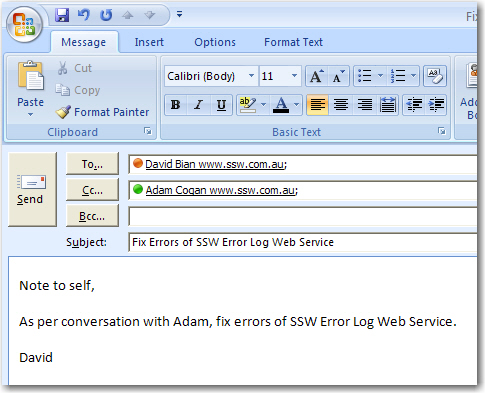 Fi
Message Insert Options Format Text
Paste
Cut
Copy
Format Painter
Clipboard
Calibri (Body) 11
B I U ab A
Basic Text
Send
To... David Bian www.ssw.com.au;
Cc... Adam Cogan www.ssw.com.au;
Bcc...
Subject: Fix Errors of SSW Error Log Web Service
Note to self,
As per conversation with Adam, fix errors of SSW Error Log Web Service.
David